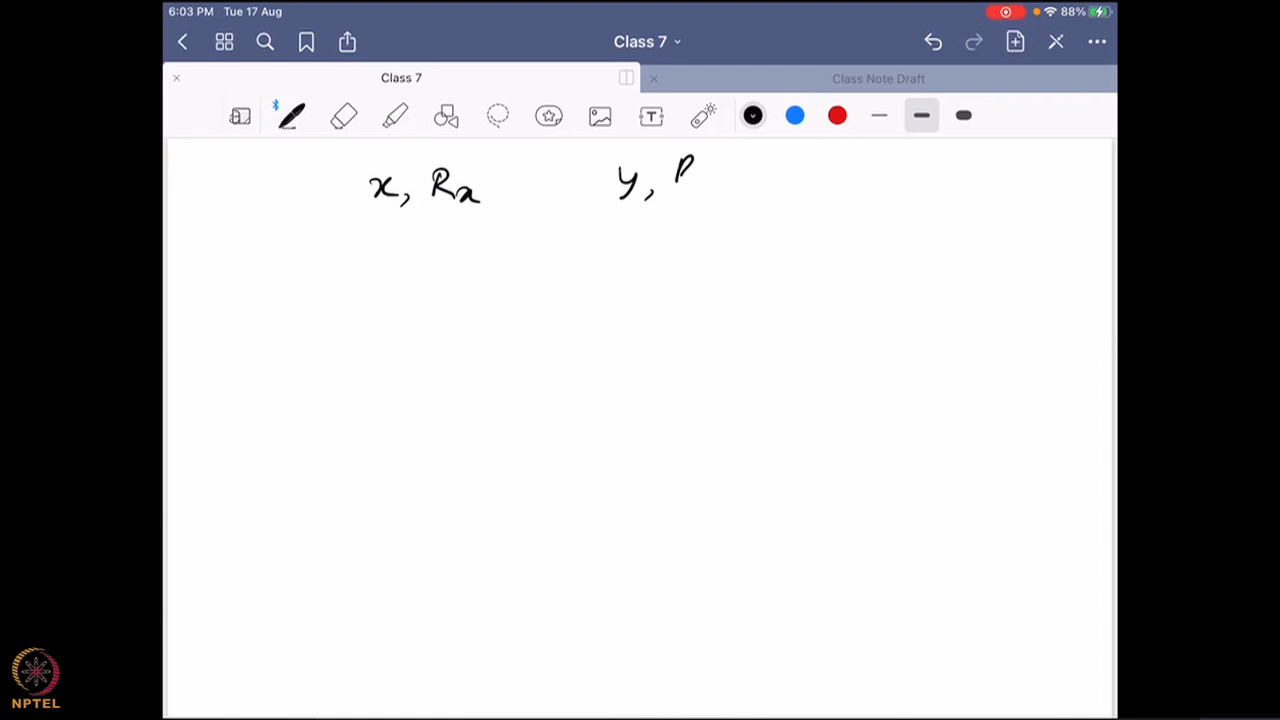 6:03 PM Tue 17 Aug 88%
Class 7
Class 7 Class Note Draft
T
x, Rx y, P
NPTEL